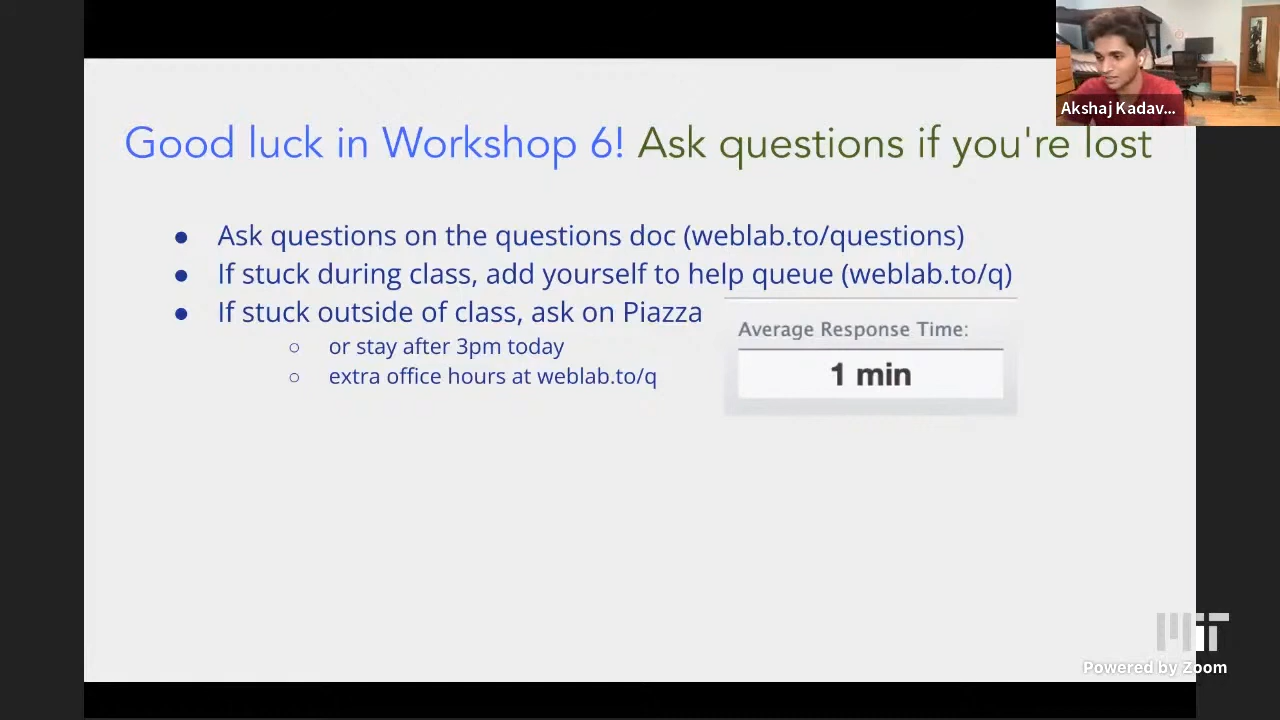 Akshaj Kadav...
Good luck in Workshop 6! Ask questions if you're lost
● Ask questions on the questions doc (weblab.to/questions)
● If stuck during class, add yourself to help queue (weblab.to/q)
● If stuck outside of class, ask on Piazza
○ or stay after 3pm today
○ extra office hours at weblab.to/q
Average Response Time:
1 min
MIT
Powered by Zoom